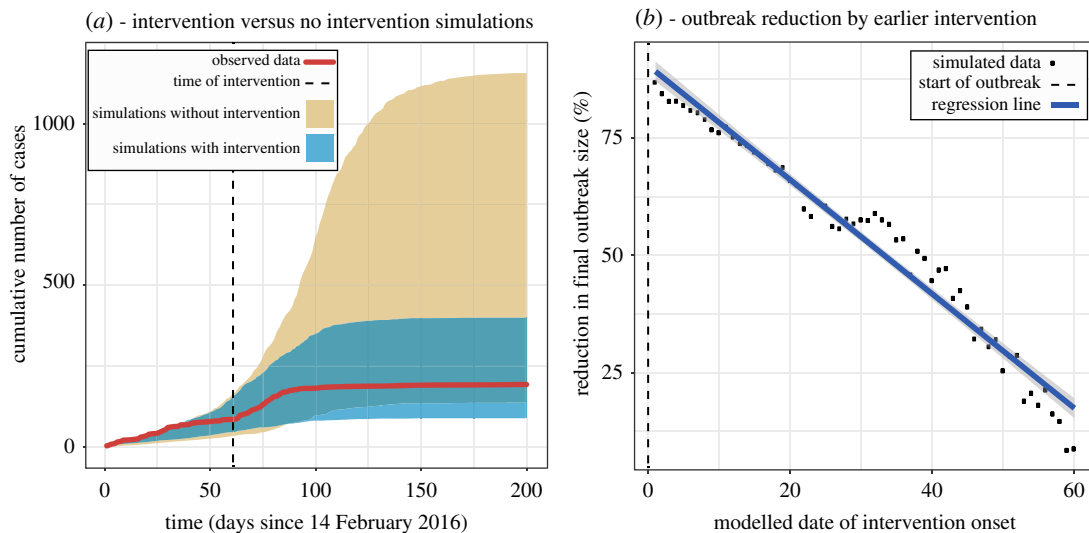 (a) - intervention versus no intervention simulations
observed data
time of intervention
simulations without intervention
simulations with intervention
cumulative number of cases
1000
500
0
0 50 100 150 200
time (days since 14 February 2016)
(b) - outbreak reduction by earlier intervention
simulated data
start of outbreak
regression line
reduction in final outbreak size (%)
75
50
25
0 20 40 60
modelled date of intervention onset